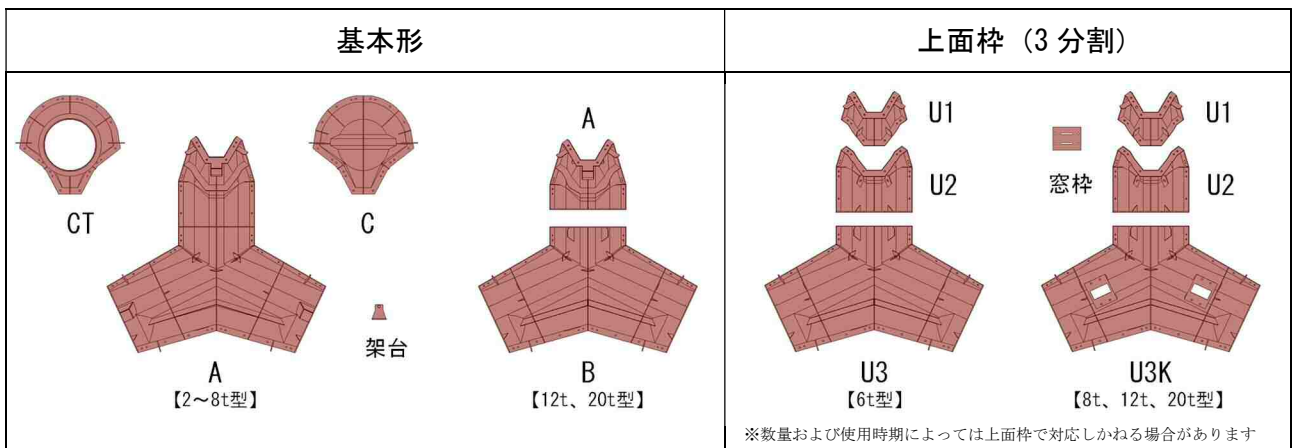 基本形
上面枠（3分割）
CT
C
A
【2～8t型】
架台
A
B
【12t、20t型】
U1
U2
U3
【6t型】
窓枠
U1
U2
U3K
【8t、12t、20t型】
※数量および使用時期によっては上面枠で対応しかねる場合があります